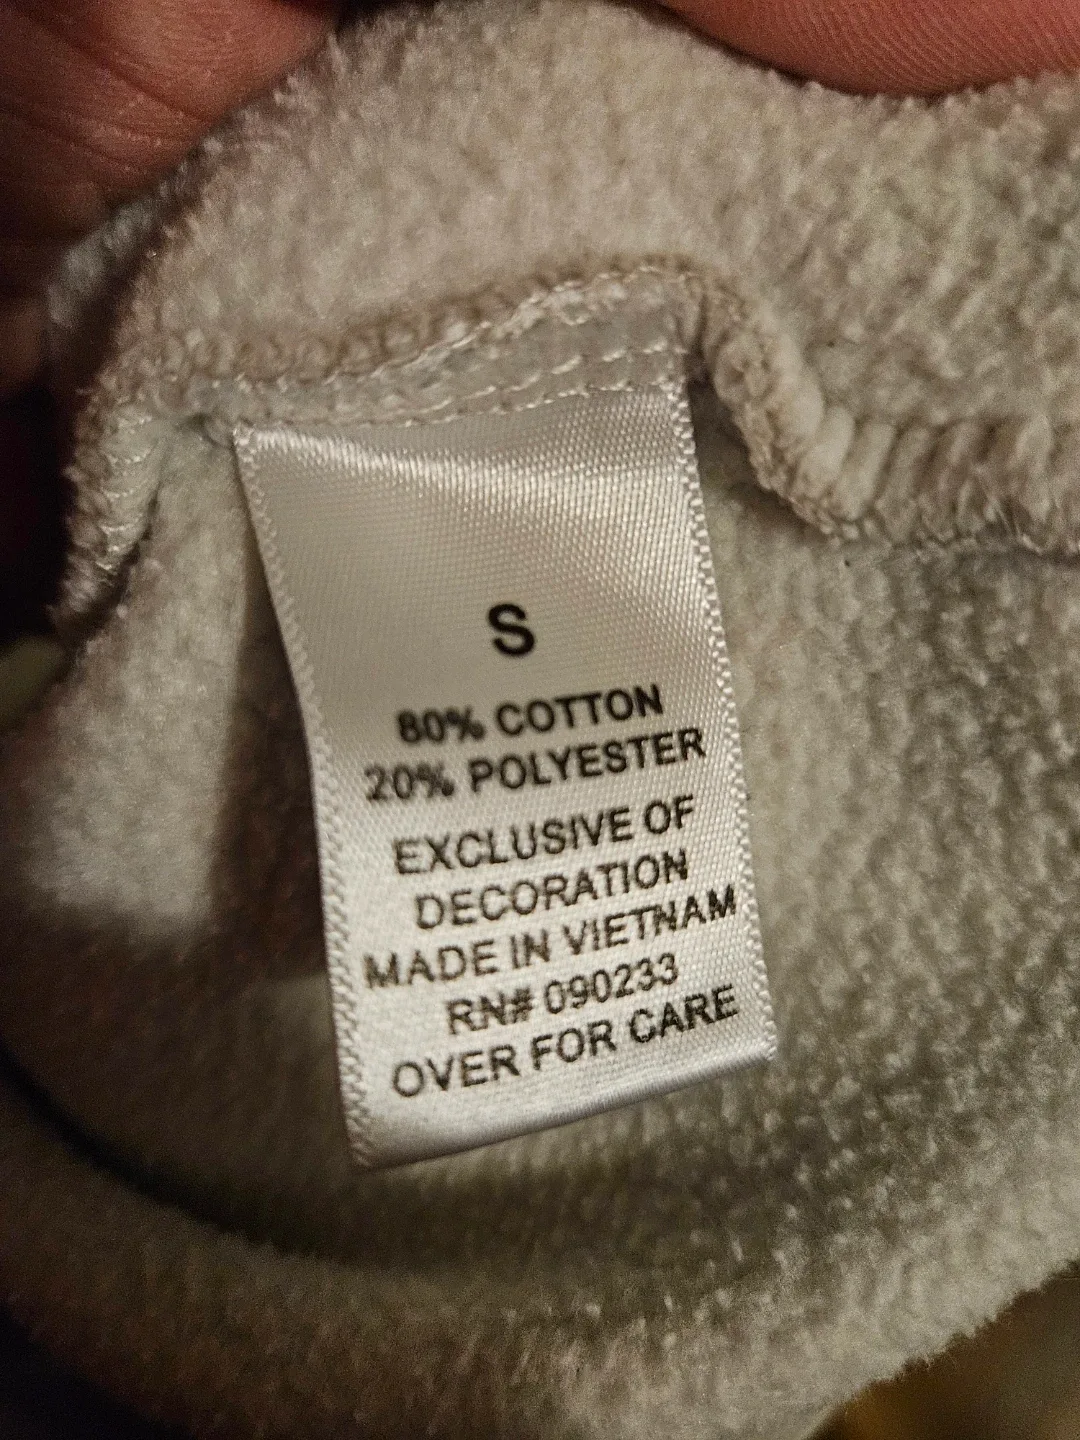 S
80% COTTON
20% POLYESTER
EXCLUSIVE OF
DECORATION
MADE IN VIETNAM
RN# 090233
OVER FOR CARE